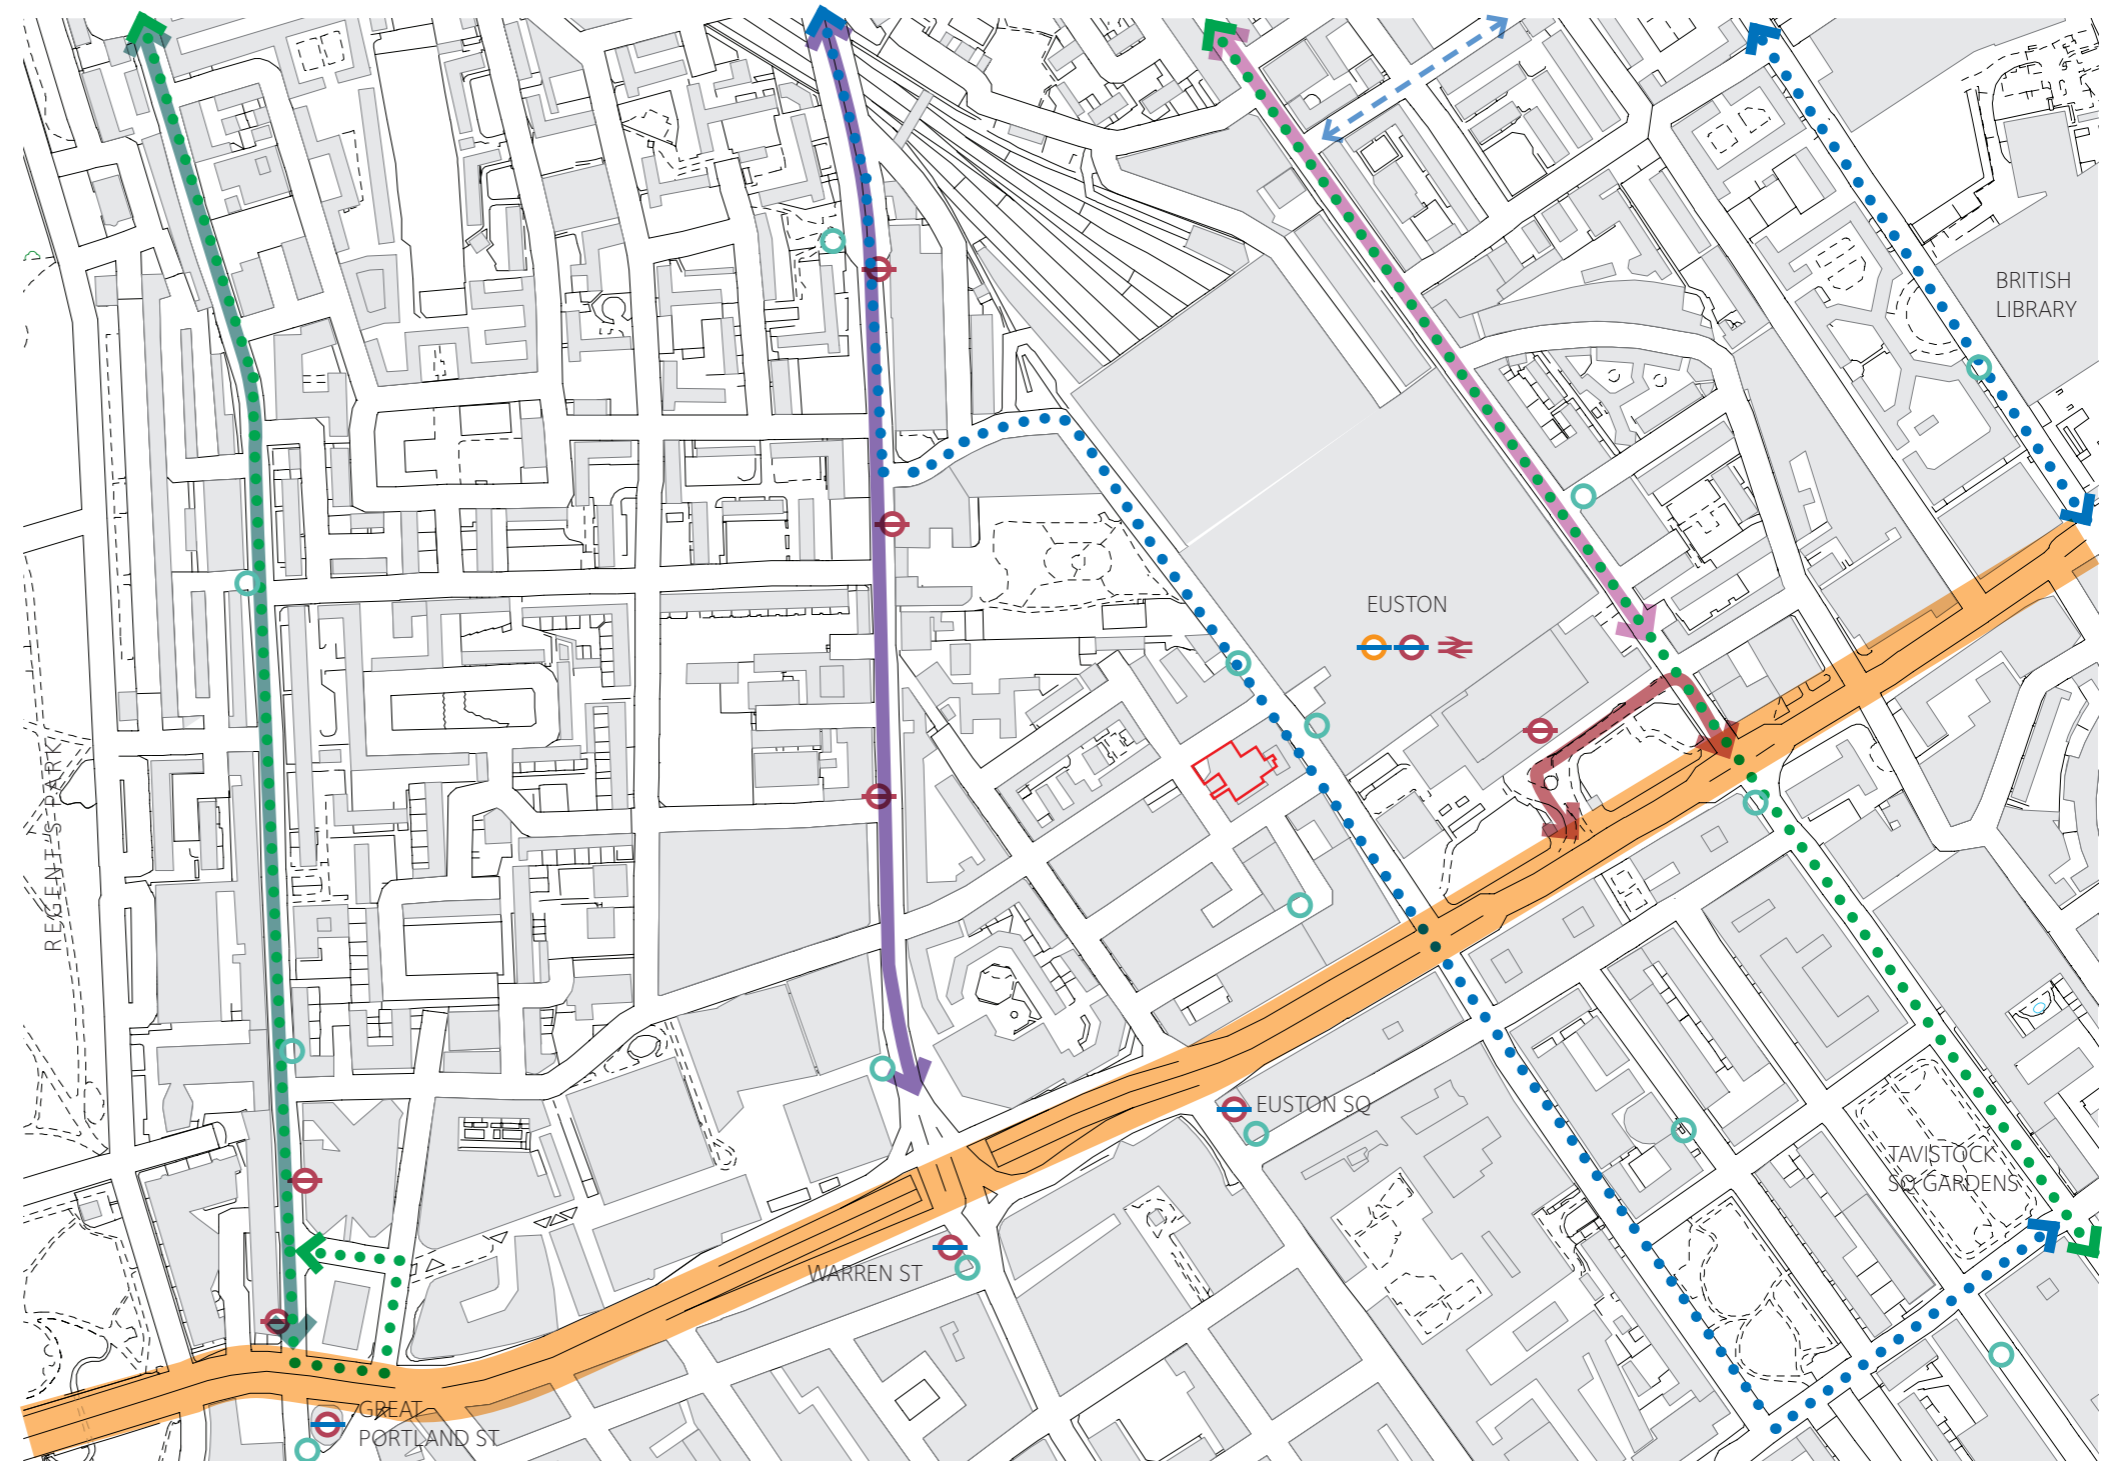 BRITISH
LIBRARY
EUSTON
REGENT'S PARK
EUSTON SQ
TAVISTOCK
SQ GARDENS
WARREN ST
GREAT
PORTLAND ST